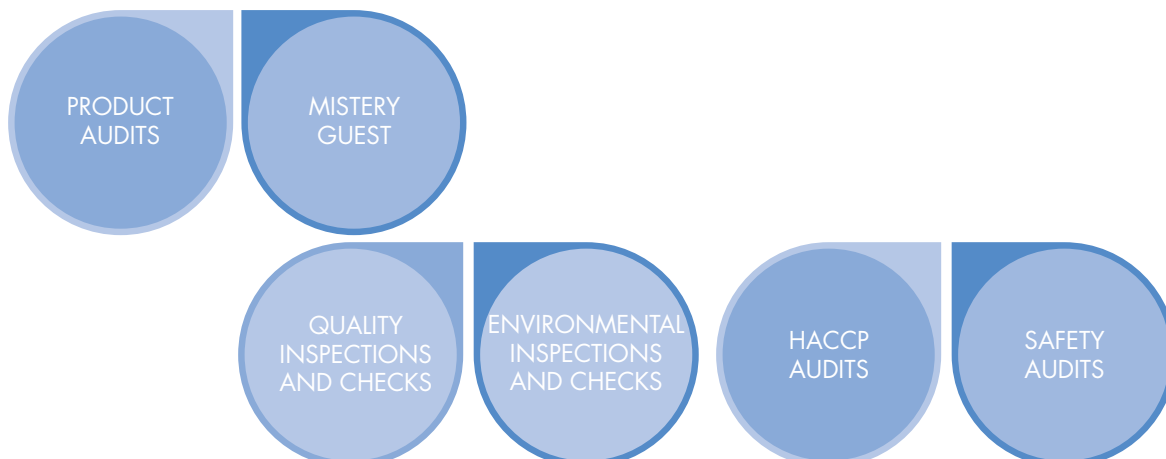 PRODUCT
AUDITS
MISTERY
GUEST
QUALITY
INSPECTIONS
AND CHECKS
ENVIRONMENTAL
INSPECTIONS
AND CHECKS
HACCP
AUDITS
SAFETY
AUDITS